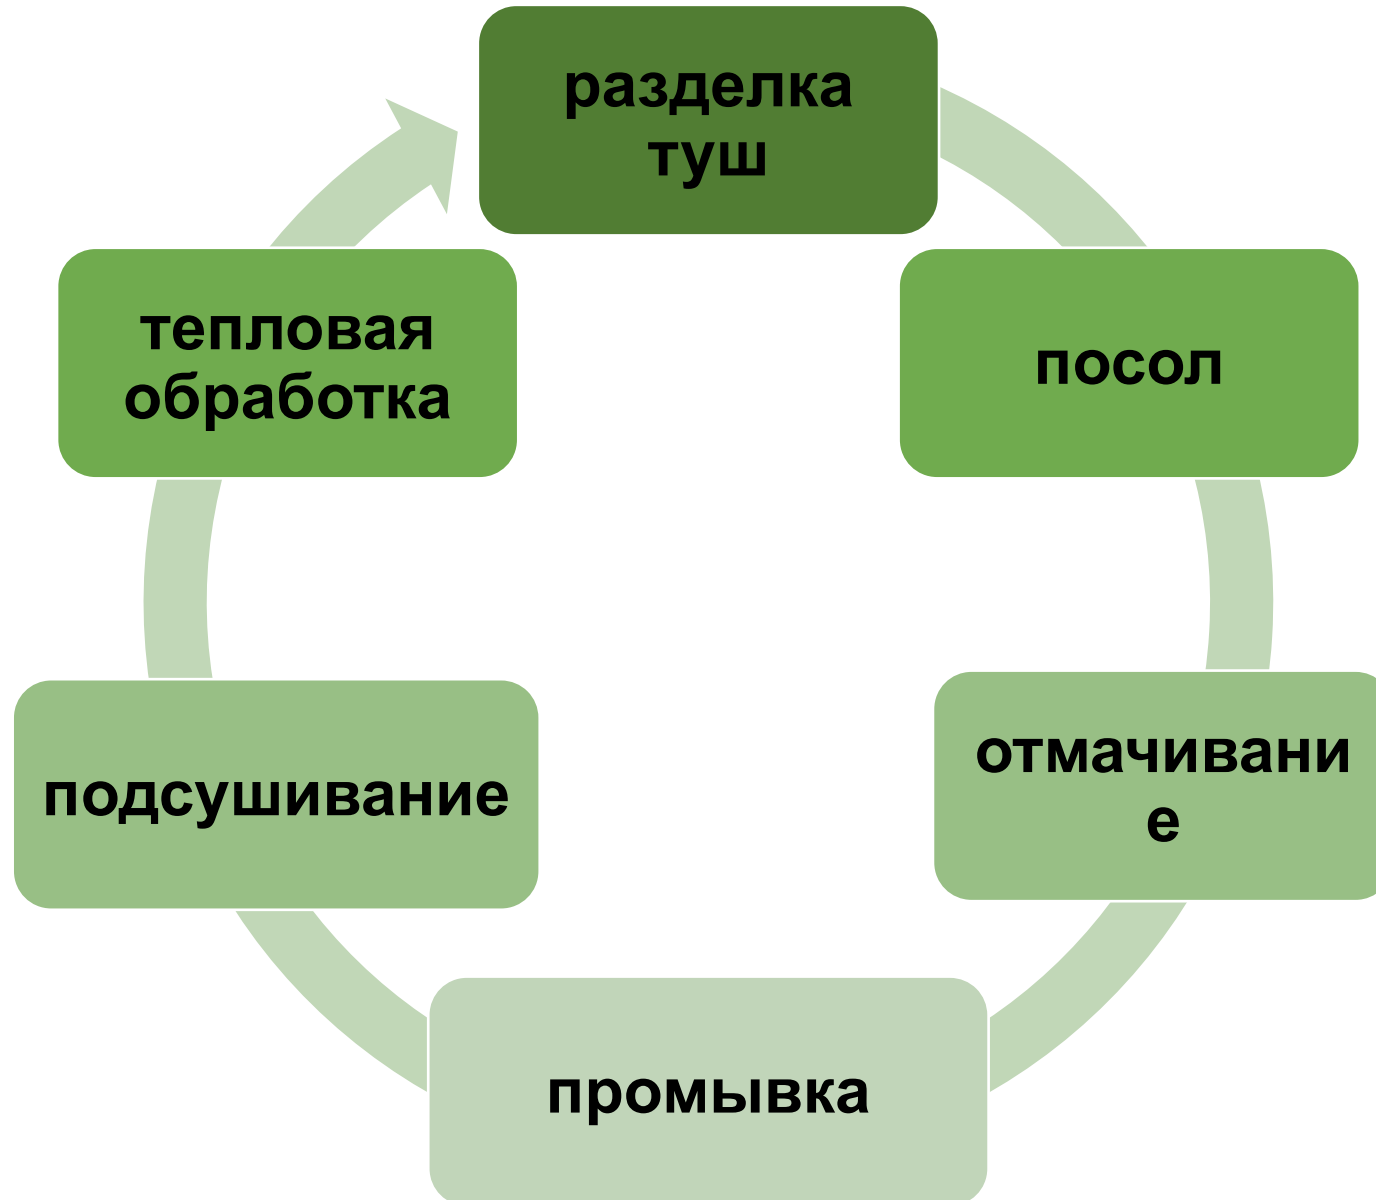 разделка
туш
посол
отмачивани
е
промывка
подсушивание
тепловая
обработка